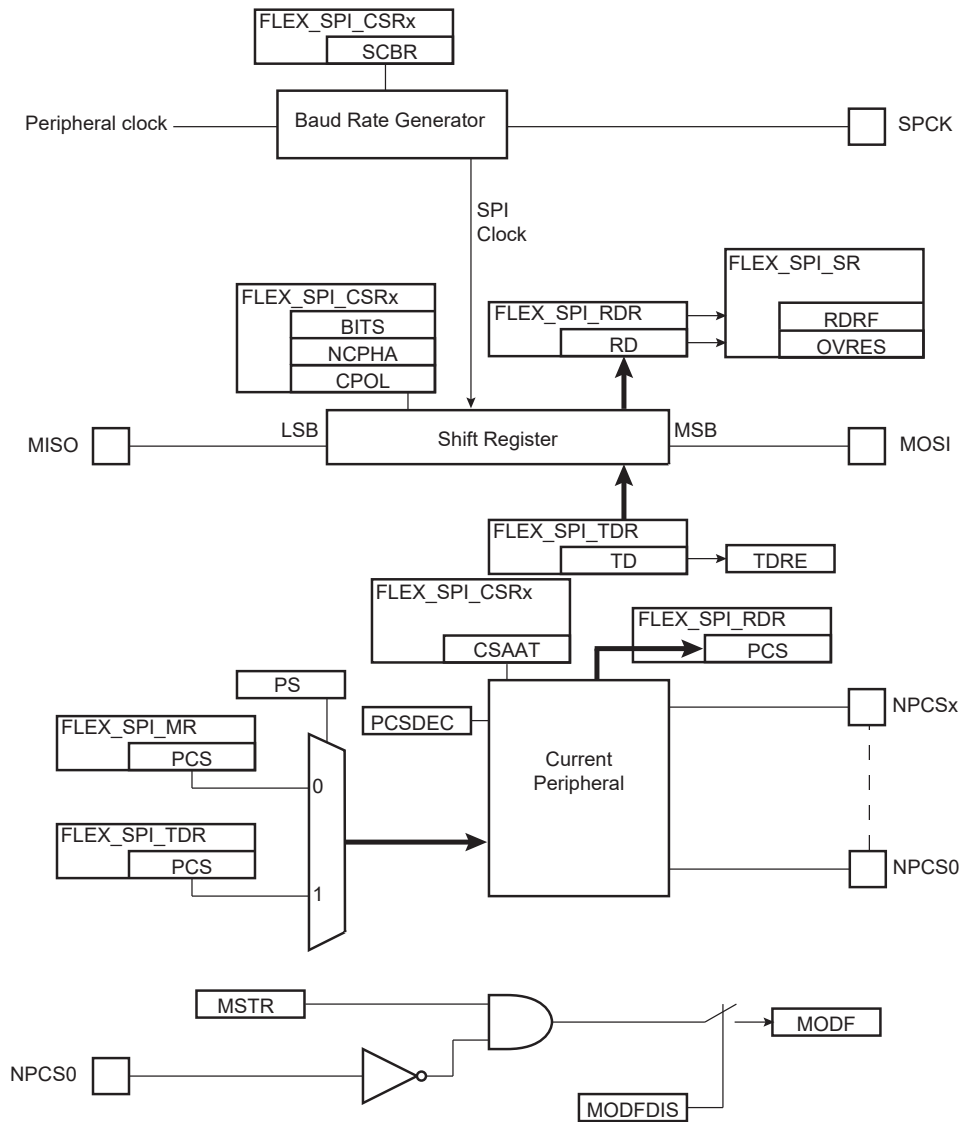 FLEX_SPI_CSRx
SCBR
Peripheral clock
Baud Rate Generator
SPCK
SPI
Clock
FLEX_SPI_SR
FLEX_SPI_CSRx
FLEX_SPI_RDR
BITS
RDRF
NCPHA
RD
OVRES
CPOL
MISO
LSB
Shift Register
MSB
MOSI
FLEX_SPI_TDR
TD
TDRE
FLEX_SPI_CSRx
FLEX_SPI_RDR
CSAAT
PCS
PS
PCSDEC
NPCSx
FLEX_SPI_MR
PCS
Current
Peripheral
0
FLEX_SPI_TDR
PCS
NPCS0
1
MSTR
MODF
NPCS0
MODFDIS